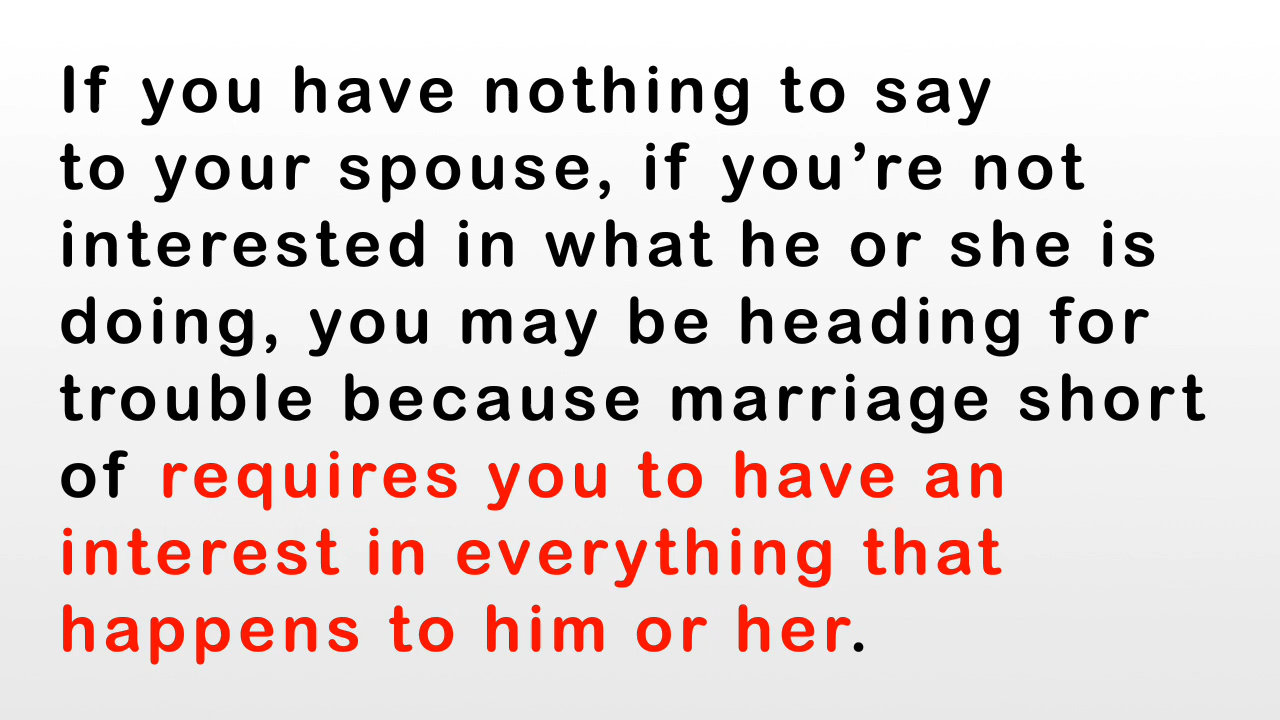 If you have nothing to say
to your spouse, if you’re not
interested in what he or she is
doing, you may be heading for
trouble because marriage short
of requires you to have an
interest in everything that
happens to him or her.